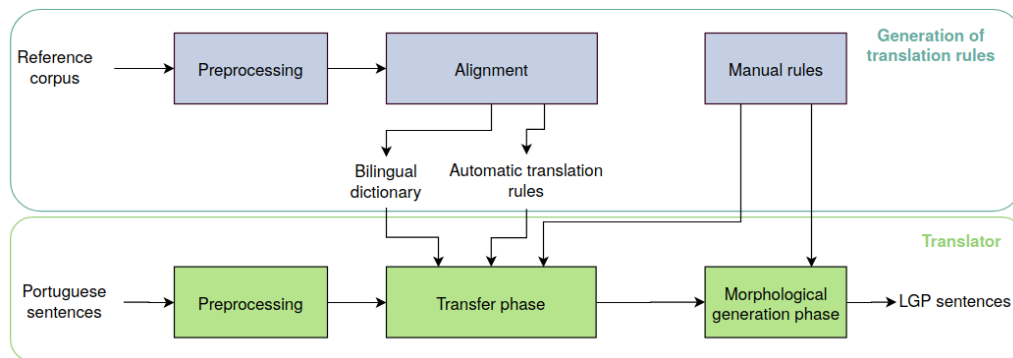 Generation of
translation rules
Reference
corpus
Preprocessing
Alignment
Manual rules
Bilingual
dictionary
Automatic translation
rules
Translator
Portuguese
sentences
Preprocessing
Transfer phase
Morphological
generation phase
LGP sentences